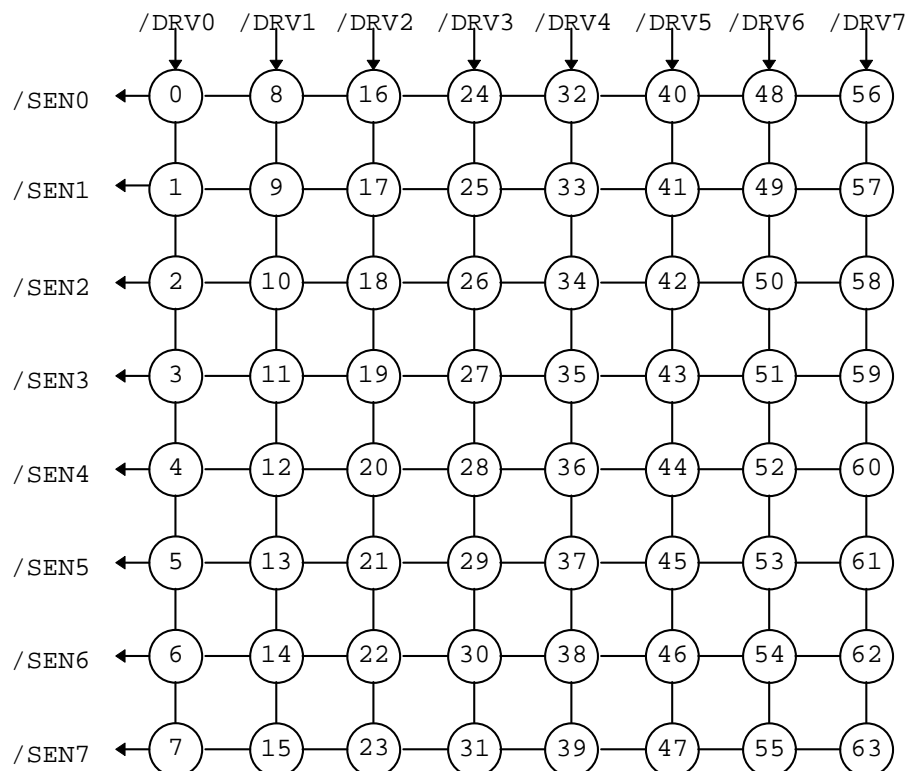 /DRV0 /DRV1 /DRV2 /DRV3 /DRV4 /DRV5 /DRV6 /DRV7
/SEN0 0 8 16 24 32 40 48 56
/SEN1 1 9 17 25 33 41 49 57
/SEN2 2 10 18 26 34 42 50 58
/SEN3 3 11 19 27 35 43 51 59
/SEN4 4 12 20 28 36 44 52 60
/SEN5 5 13 21 29 37 45 53 61
/SEN6 6 14 22 30 38 46 54 62
/SEN7 7 15 23 31 39 47 55 63